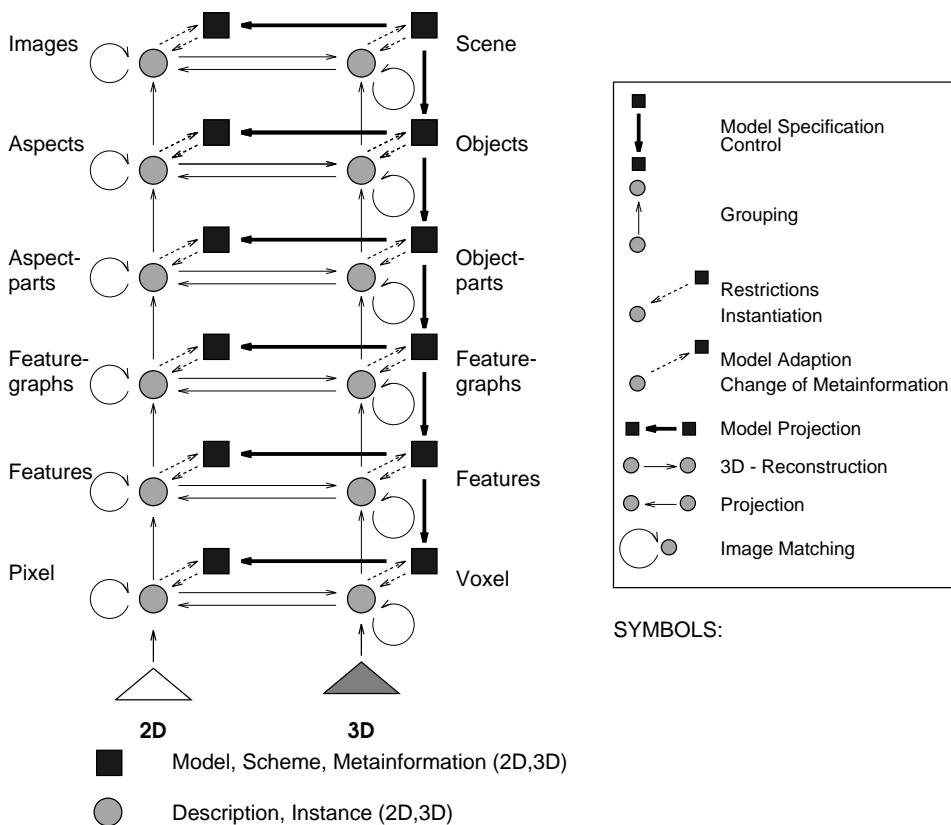 Images
Scene
Aspects
Objects
Aspect-
parts
Object-
parts
Feature-
graphs
Feature-
graphs
Features
Features
Pixel
Voxel
2D
3D
Model, Scheme, Metainformation (2D,3D)
Description, Instance (2D,3D)
Model Specification
Control
Grouping
Restrictions
Instantiation
Model Adaption
Change of Metainformation
Model Projection
3D - Reconstruction
Projection
Image Matching
SYMBOLS: